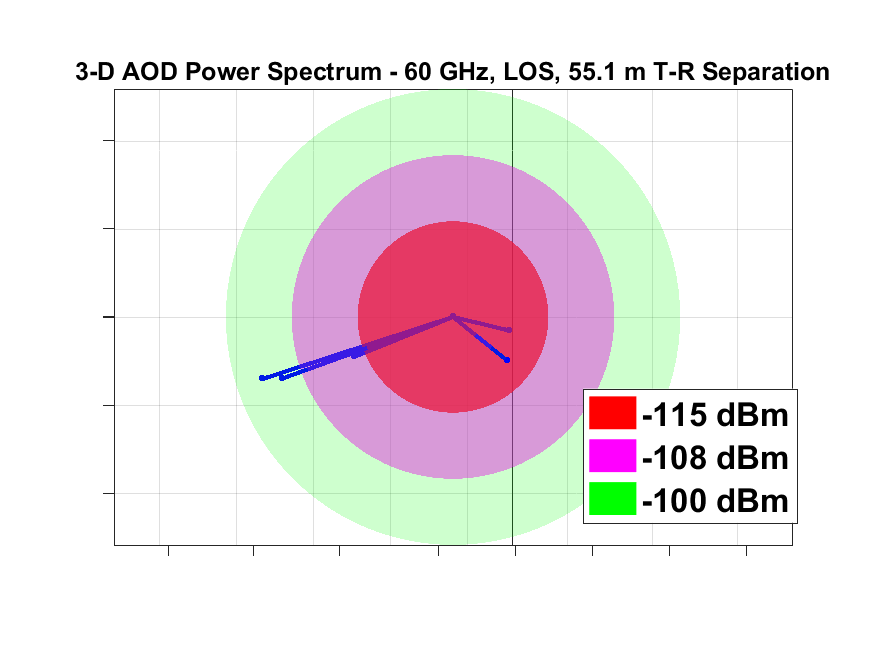 3-D AOD Power Spectrum - 60 GHz, LOS, 55.1 m T-R Separation
-115 dBm
-108 dBm
-100 dBm